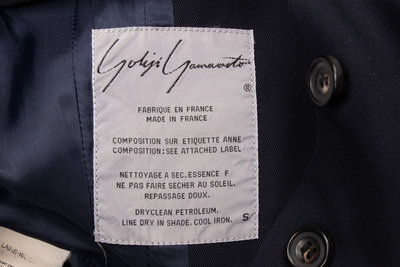 Yohji Yamamoto
®
FABRIQUE EN FRANCE
MADE IN FRANCE
COMPOSITION SUR ETIQUETTE ANNE
COMPOSITION: SEE ATTACHED LABEL
NETTOYAGE A SEC. ESSENCE F
NE PAS FAIRE SECHER AU SOLEIL.
REPASSAGE DOUX.
DRYCLEAN PETROLEUM.
LINE DRY IN SHADE. COOL IRON. S